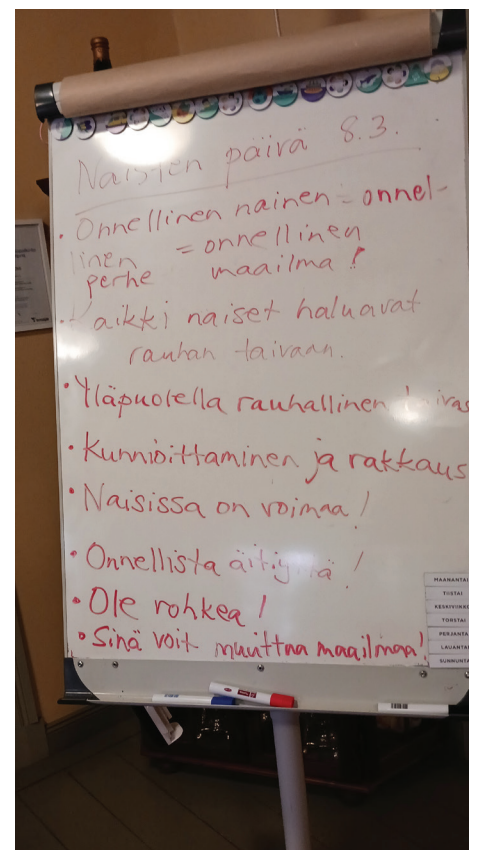 Naisten päivä 8.3.
• Onnellinen nainen = onnel-
linen = onnellinen
perhe maailma!
• Kaikki naiset haluavat
rauhan taivaan.
• Yläpuolella rauhallinen taivas
• Kunnioittaminen ja rakkaus
• Naisissa on voimaa!
• Onnellista äitiyttä!
• Ole rohkea!
• Sinä voit muuttaa maailmaa!
MAANANTAI
TIISTAI
KESKIVIIKKO
TORSTAI
PERJANTAI
LAUANTAI
SUNNUNTAI